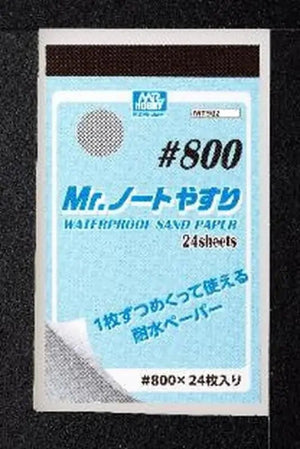 MR.
HOBBY
#800
Mr.ノートやすり
WATERPROOF SAND PAPER
24sheets
1枚ずつめくって使える
耐水ペーパー
#800×24枚入り